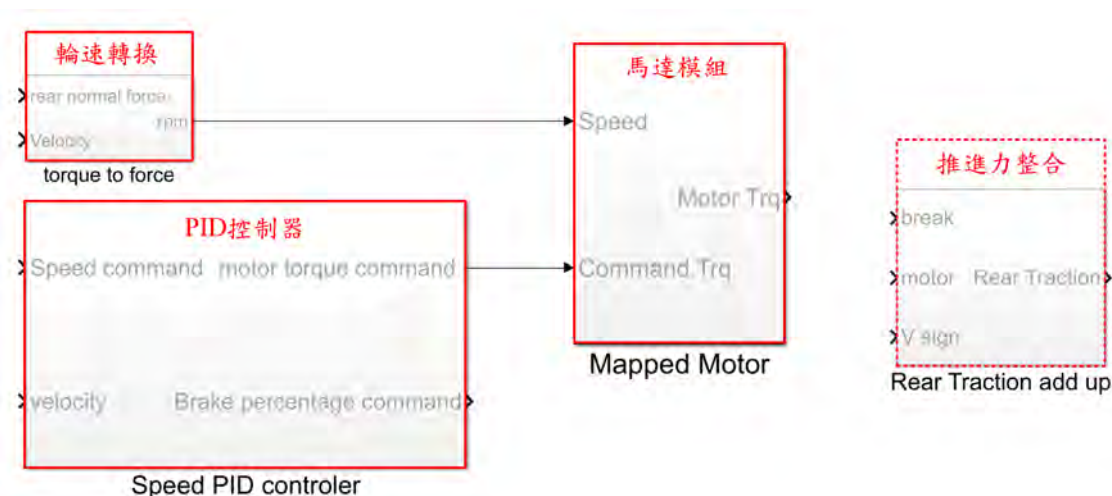 輪速轉換
rear normal force
rpm
Velocity
torque to force
PID控制器
Speed command motor torque command
velocity Brake percentage command
Speed PID controler
馬達模組
Speed
Motor Trq
Command Trq
Mapped Motor
推進力整合
break
motor Rear Traction
V sign
Rear Traction add up